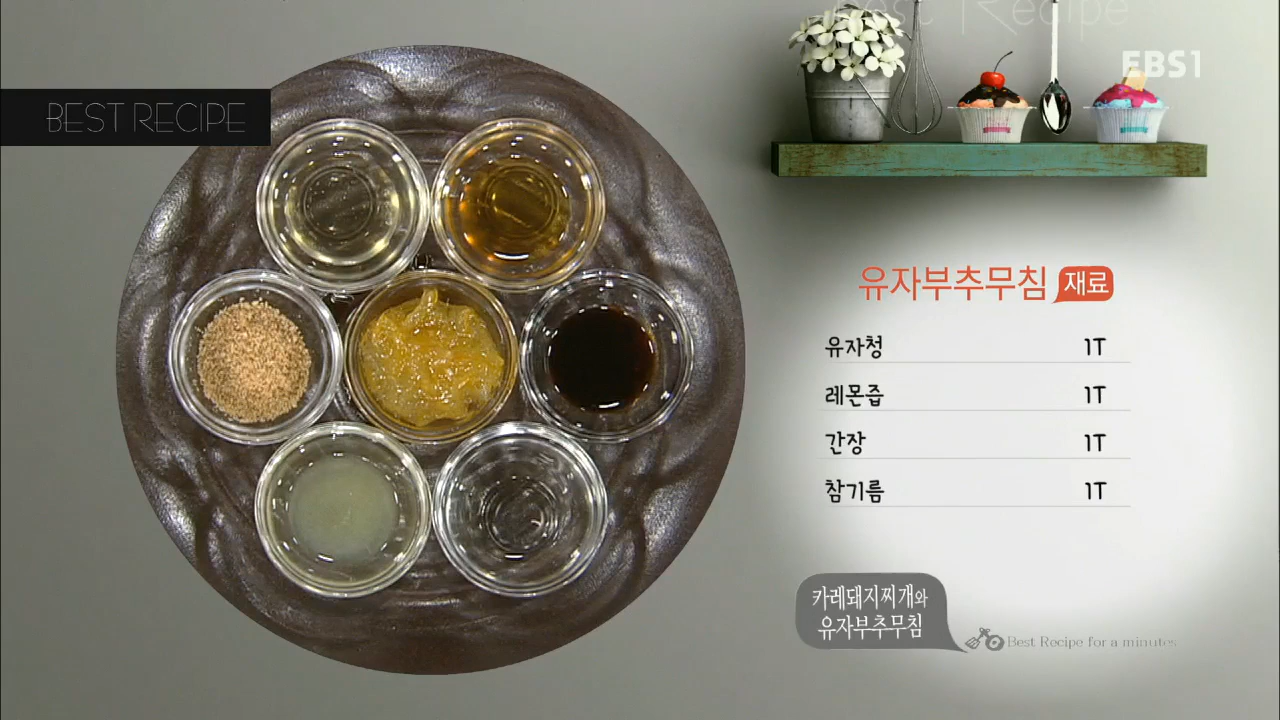 Best Recipe
EBS1
BEST RECIPE
유자부추무침 재료
유자청 1T
레몬즙 1T
간장 1T
참기름 1T
카레돼지찌개와
유자부추무침
Best Recipe for a minutes